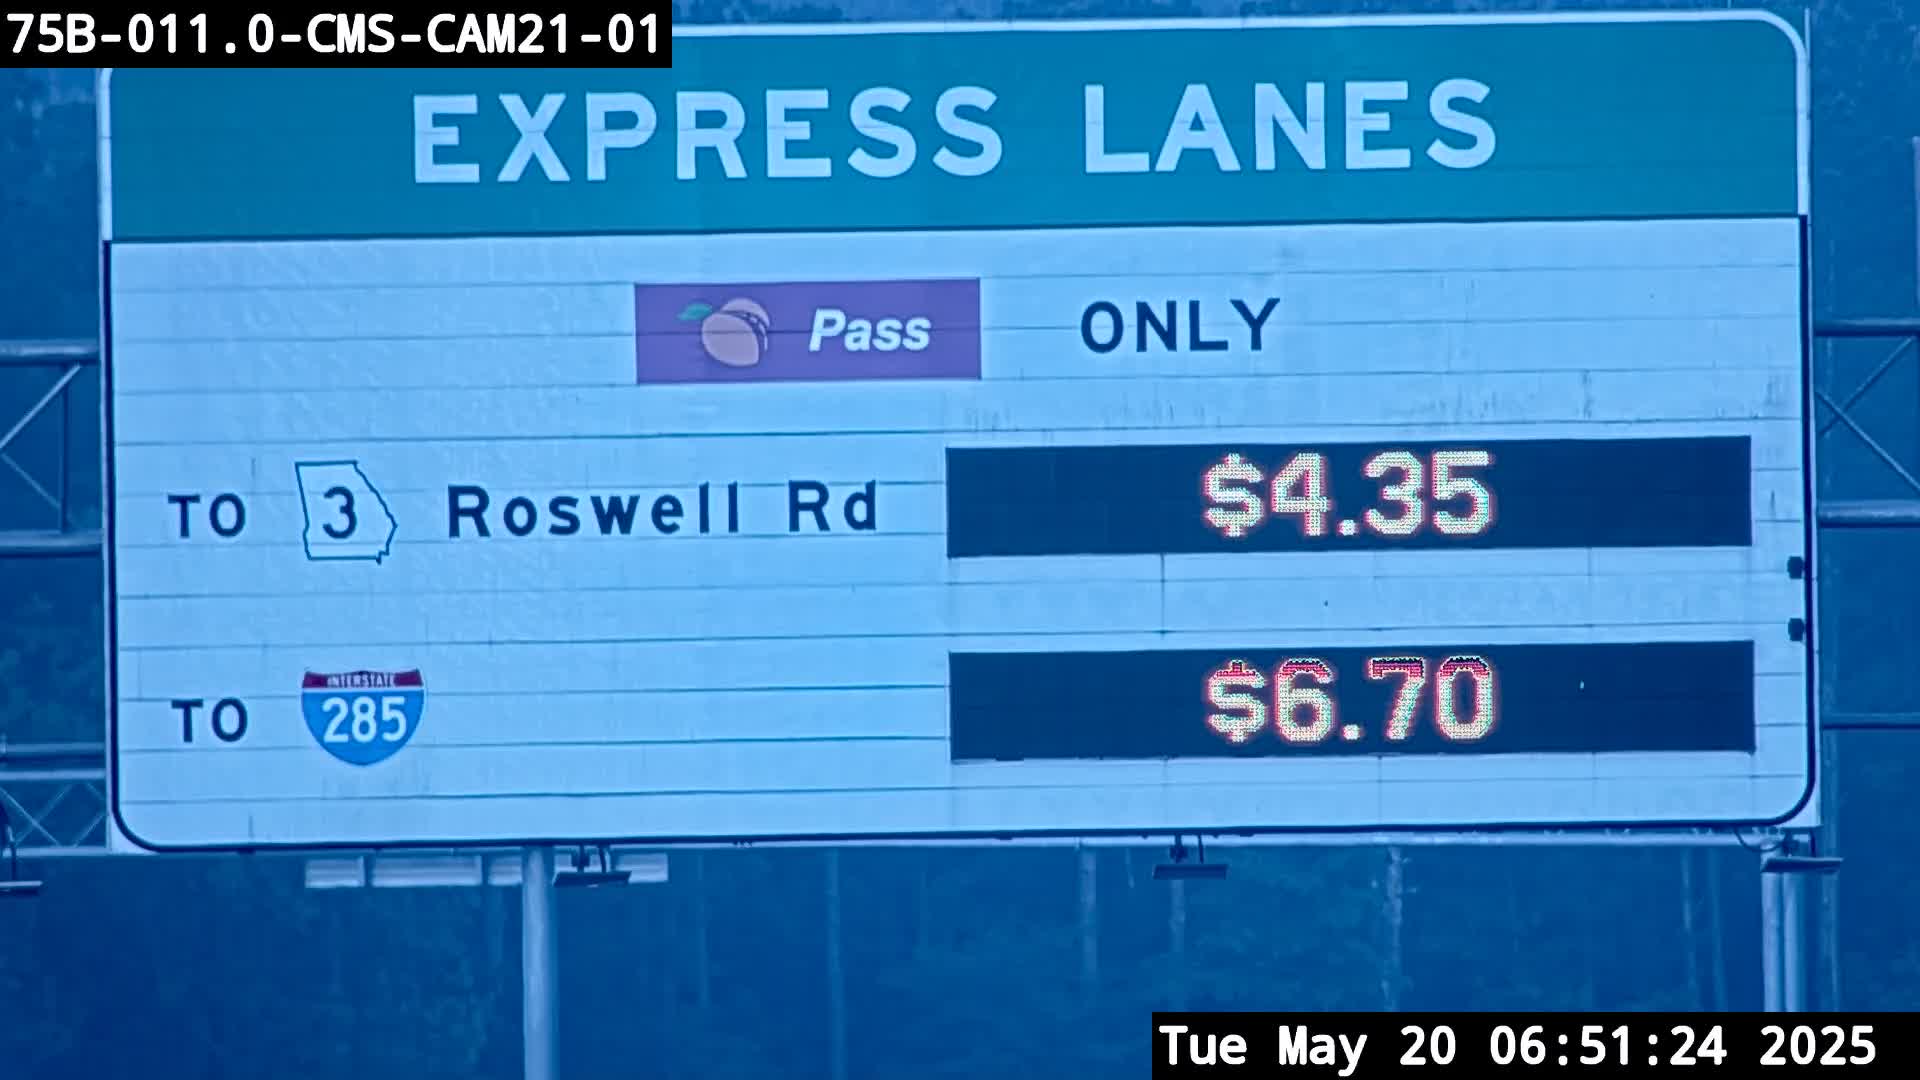 75B-011.0-CMS-CAM21-01
EXPRESS LANES
Pass ONLY
TO 3 Roswell Rd $4.35
TO INTERSTATE 285 $6.70
Tue May 20 06:51:24 2025